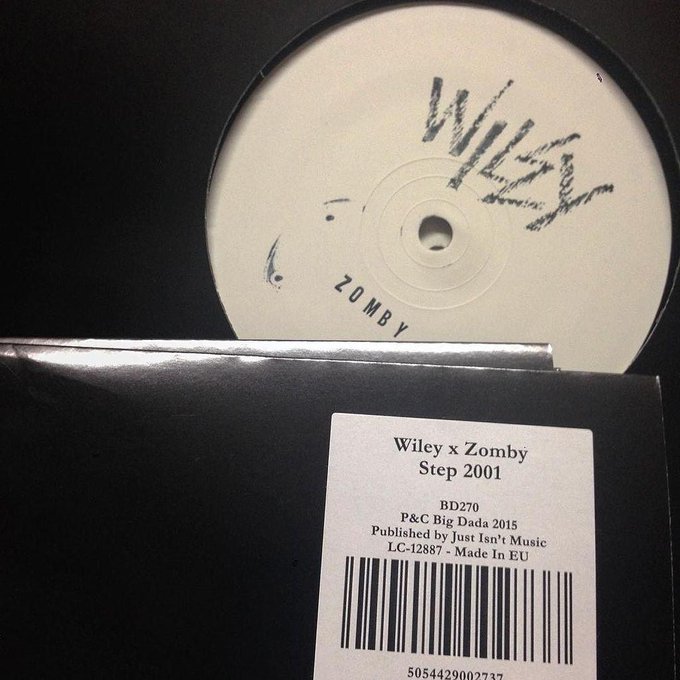 WILEY
ZOMBY
Wiley x Zomby
Step 2001
BD270
P&C Big Dada 2015
Published by Just Isn't Music
LC-12887 - Made In EU
5054429002737